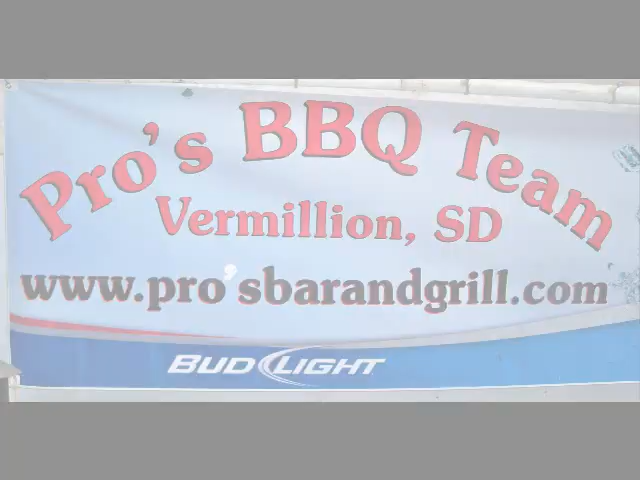 Pro's BBQ Team
Vermillion, SD
www.pro'sbarandgrill.com
BUD LIGHT